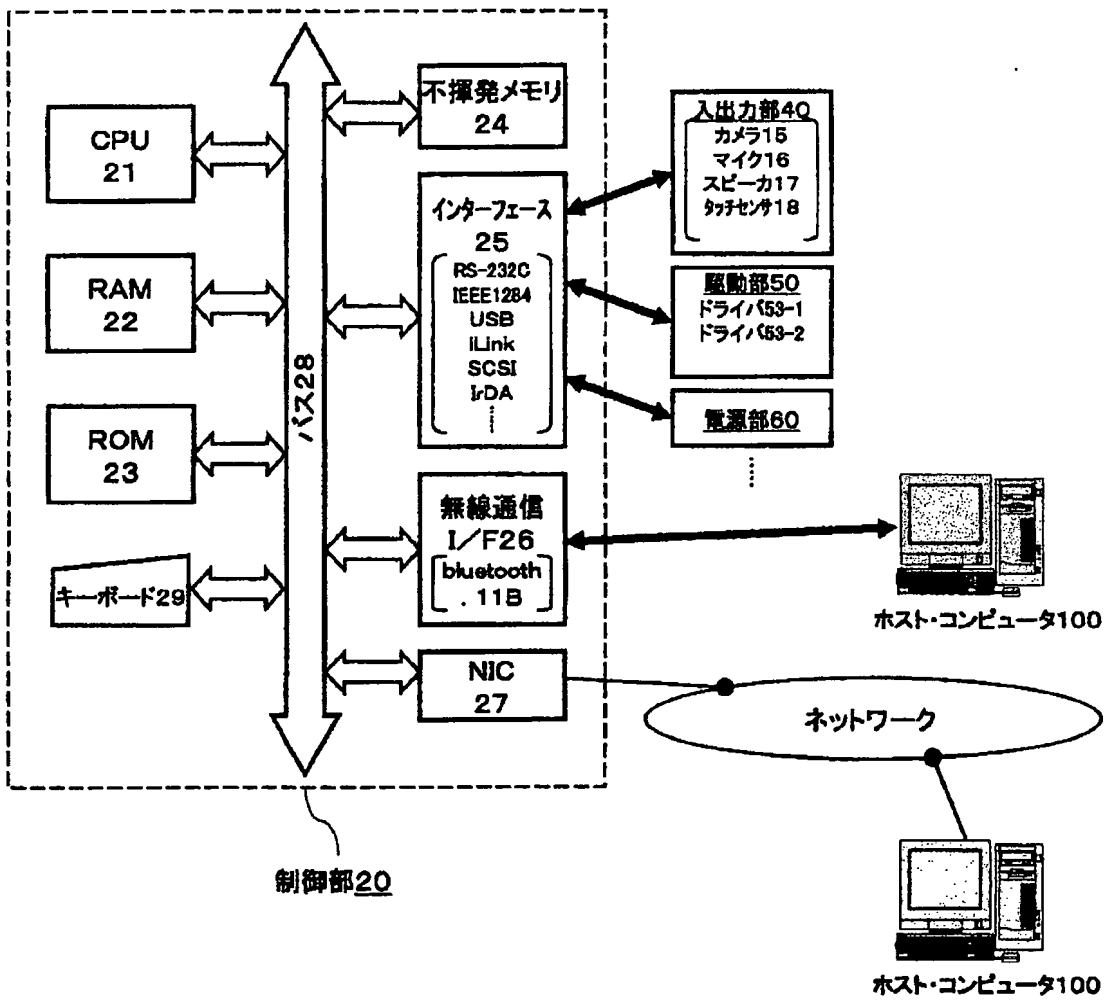 CPU
21
RAM
22
ROM
23
キーボード29
バス28
不揮発メモリ
24
インターフェース
25
RS-232C
IEEE1284
USB
iLink
SCSI
IrDA
無線通信
I/F26
bluetooth
.11B
NIC
27
入出力部40
カメラ15
マイク16
スピーカ17
タッチセンサ18
駆動部50
ドライバ53-1
ドライバ53-2
電源部60
ホスト・コンピュータ100
ネットワーク
ホスト・コンピュータ100
制御部20